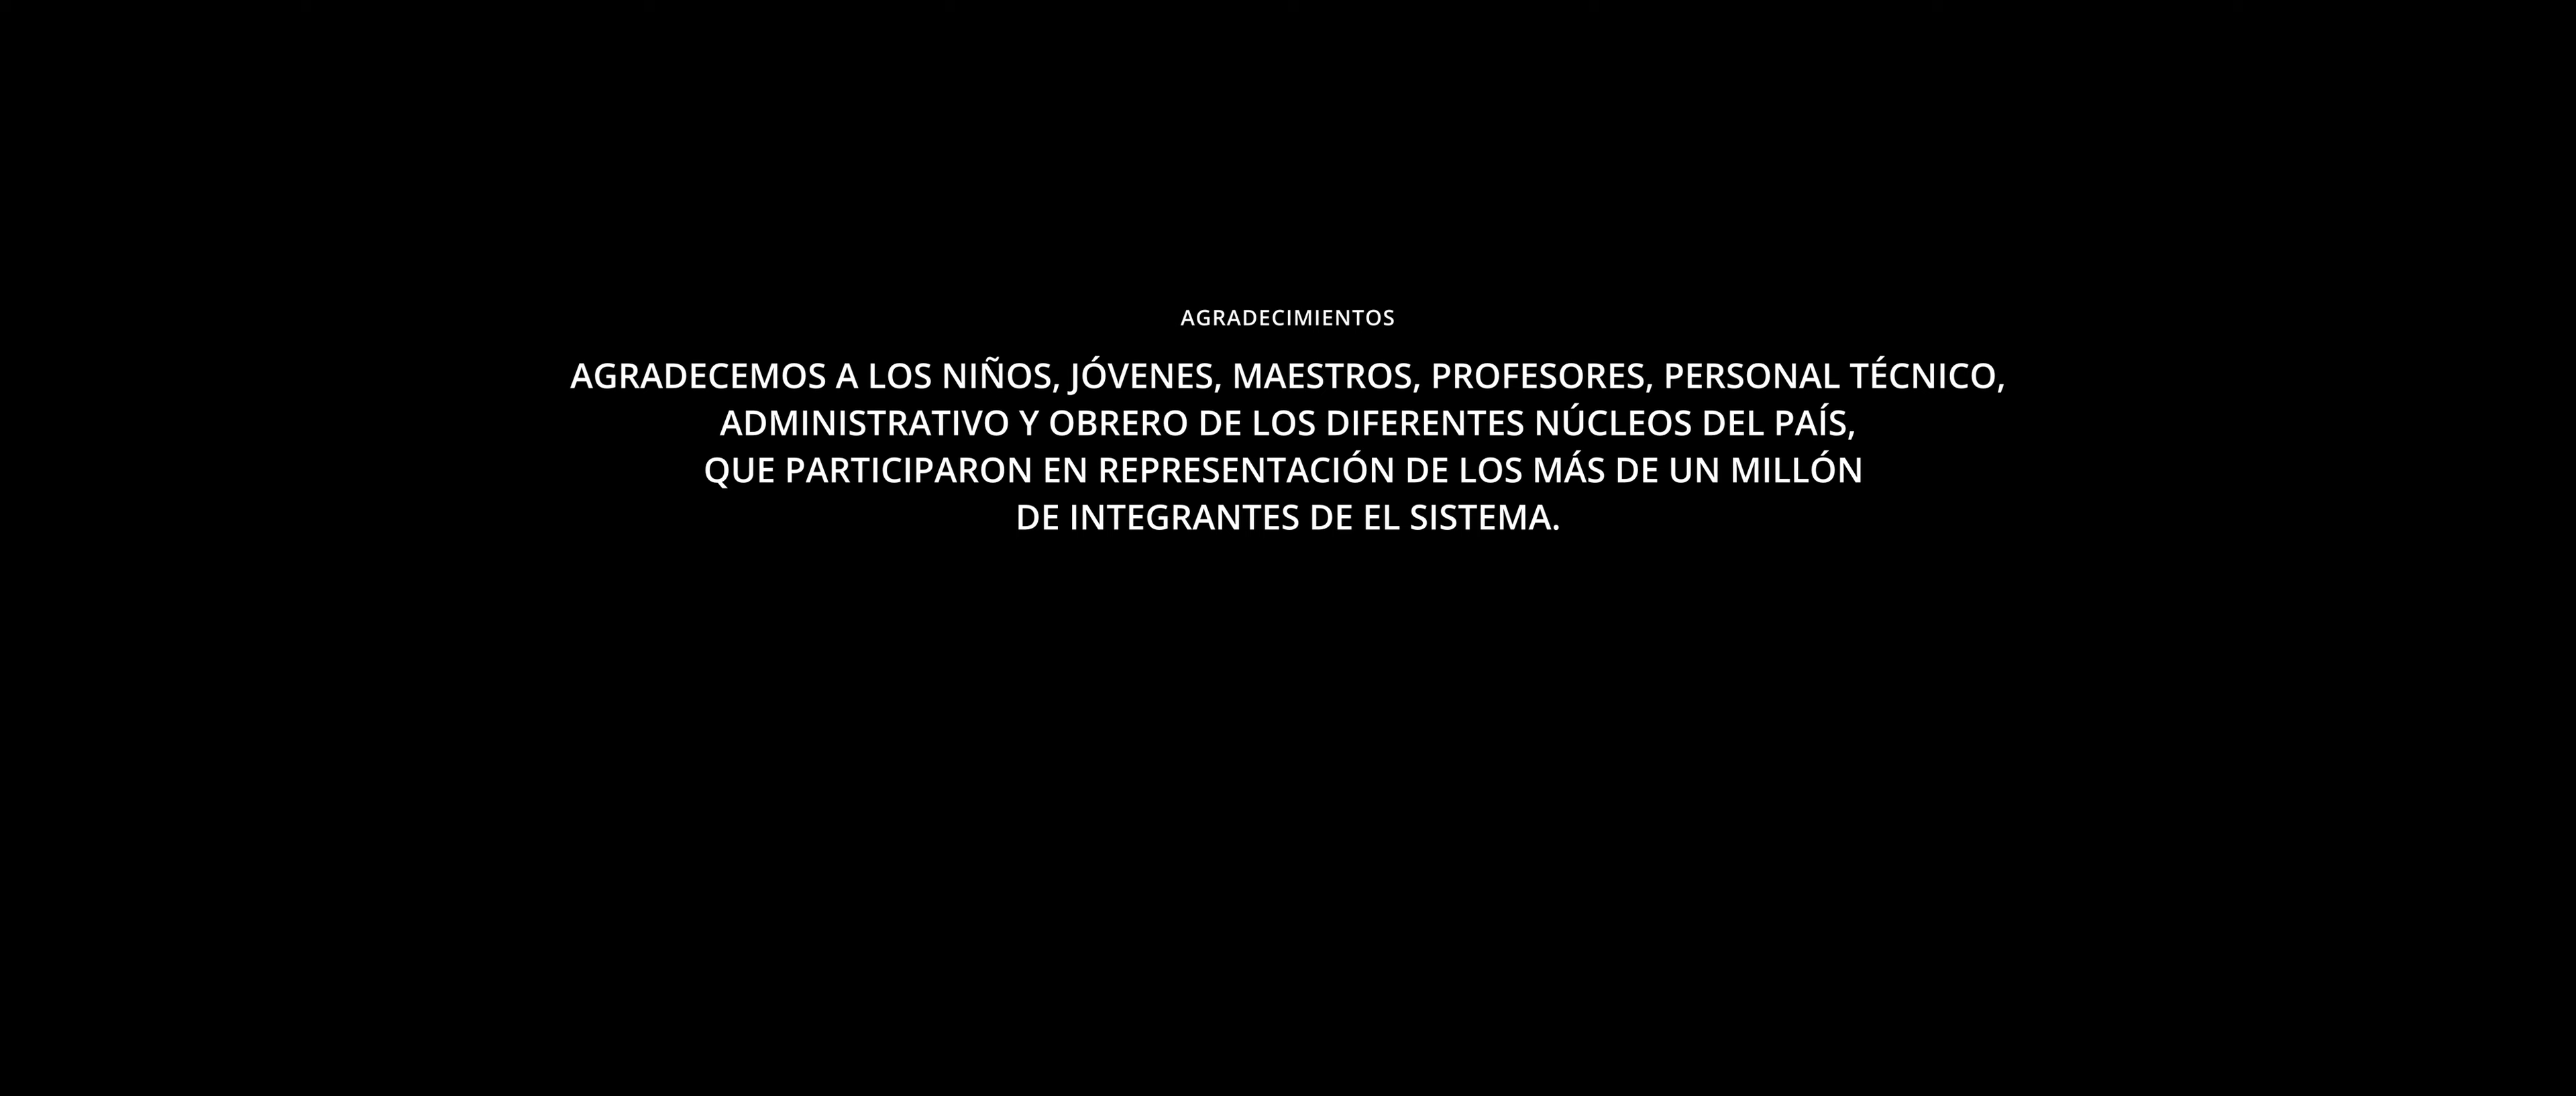 AGRADECIMIENTOS
AGRADECEMOS A LOS NIÑOS, JÓVENES, MAESTROS, PROFESORES, PERSONAL TÉCNICO,
ADMINISTRATIVO Y OBRERO DE LOS DIFERENTES NÚCLEOS DEL PAÍS,
QUE PARTICIPARON EN REPRESENTACIÓN DE LOS MÁS DE UN MILLÓN
DE INTEGRANTES DE EL SISTEMA.